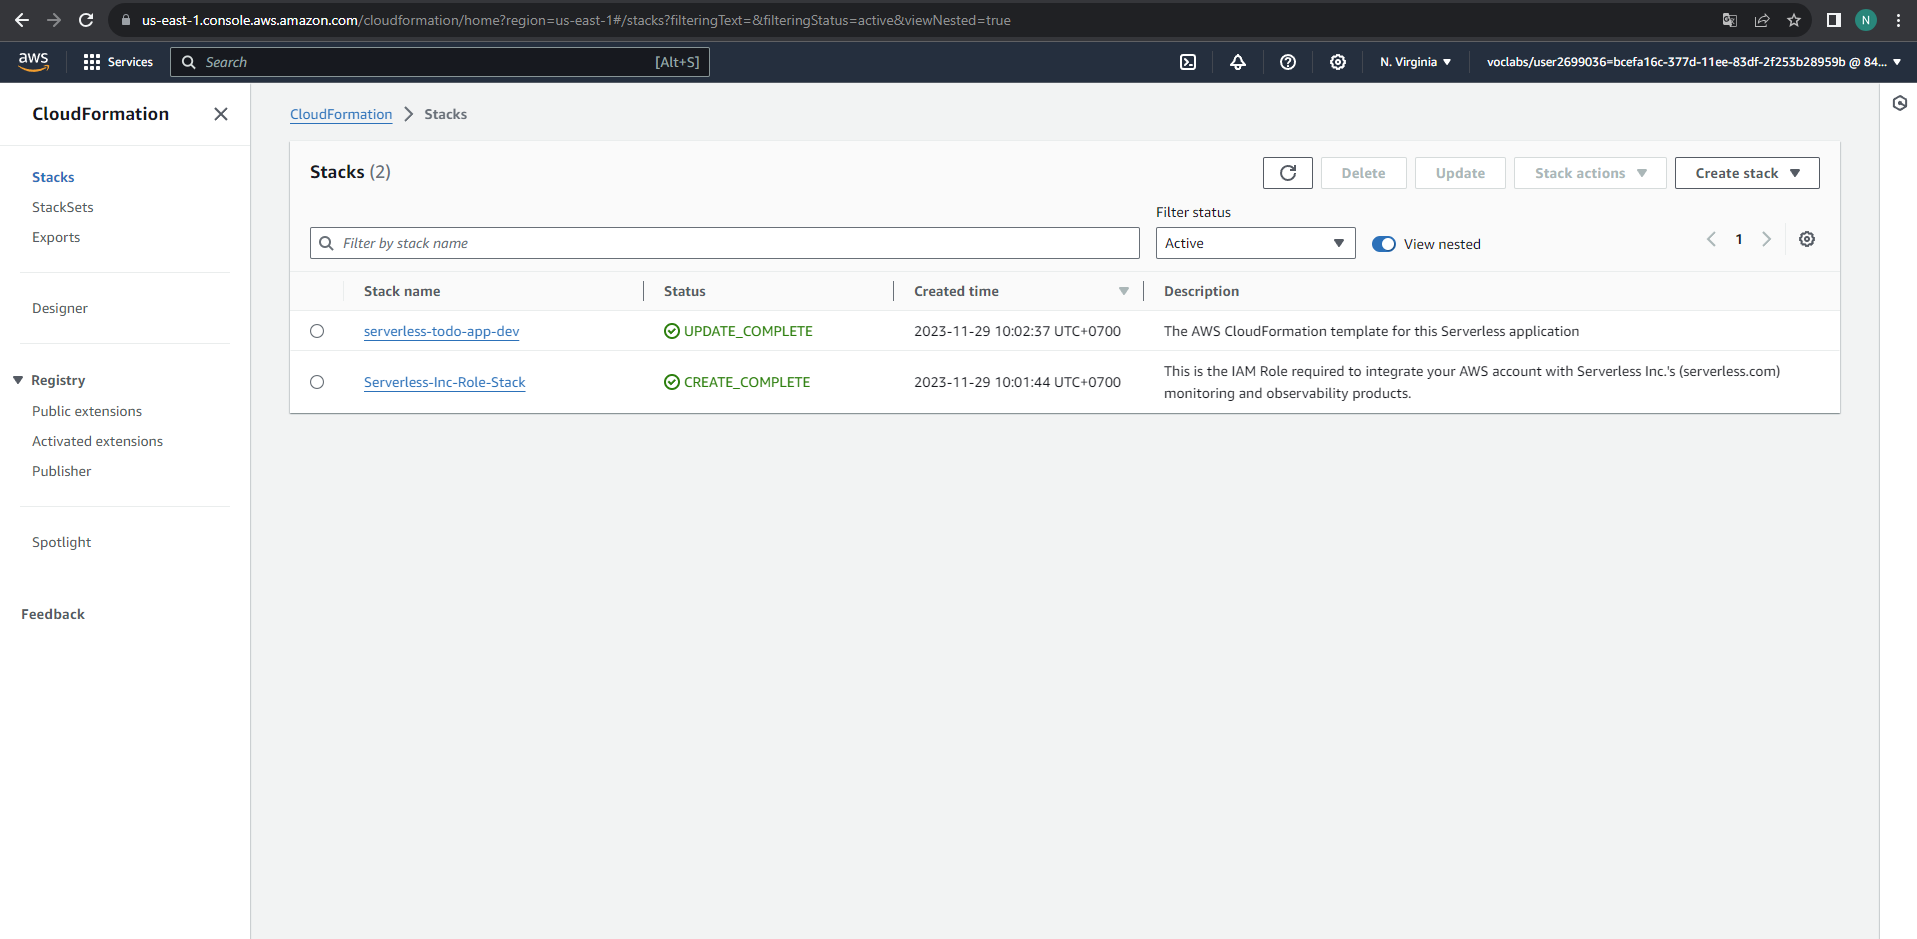 us-east-1.console.aws.amazon.com/cloudformation/home?region=us-east-1#/stacks?filteringText=&filteringStatus=active&viewNested=true
N
aws
Services
Search
[Alt+S]
N. Virginia
voclabs/user2699036=bcefa16c-377d-11ee-83df-2f253b28959b @ 84...
CloudFormation
Stacks
StackSets
Exports
Designer
Registry
Public extensions
Activated extensions
Publisher
Spotlight
Feedback
CloudFormation > Stacks
Stacks (2)
Delete
Update
Stack actions
Create stack
Filter status
Filter by stack name
Active
View nested
1
Stack name Status Created time Description
serverless-todo-app-dev UPDATE_COMPLETE 2023-11-29 10:02:37 UTC+0700 The AWS CloudFormation template for this Serverless application
Serverless-Inc-Role-Stack CREATE_COMPLETE 2023-11-29 10:01:44 UTC+0700 This is the IAM Role required to integrate your AWS account with Serverless Inc.'s (serverless.com)
monitoring and observability products.